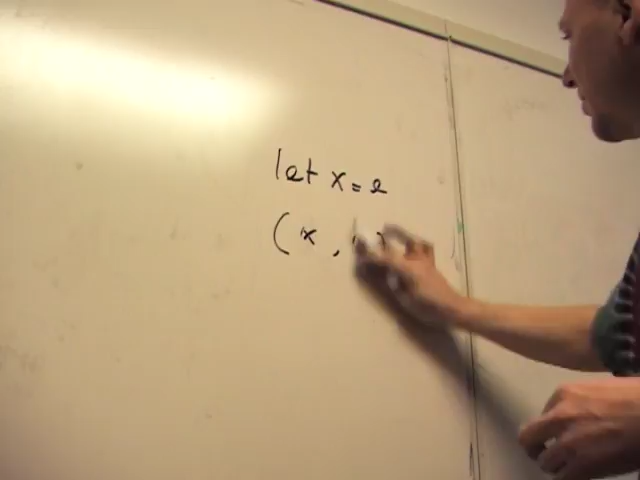 let x = e
(x, )